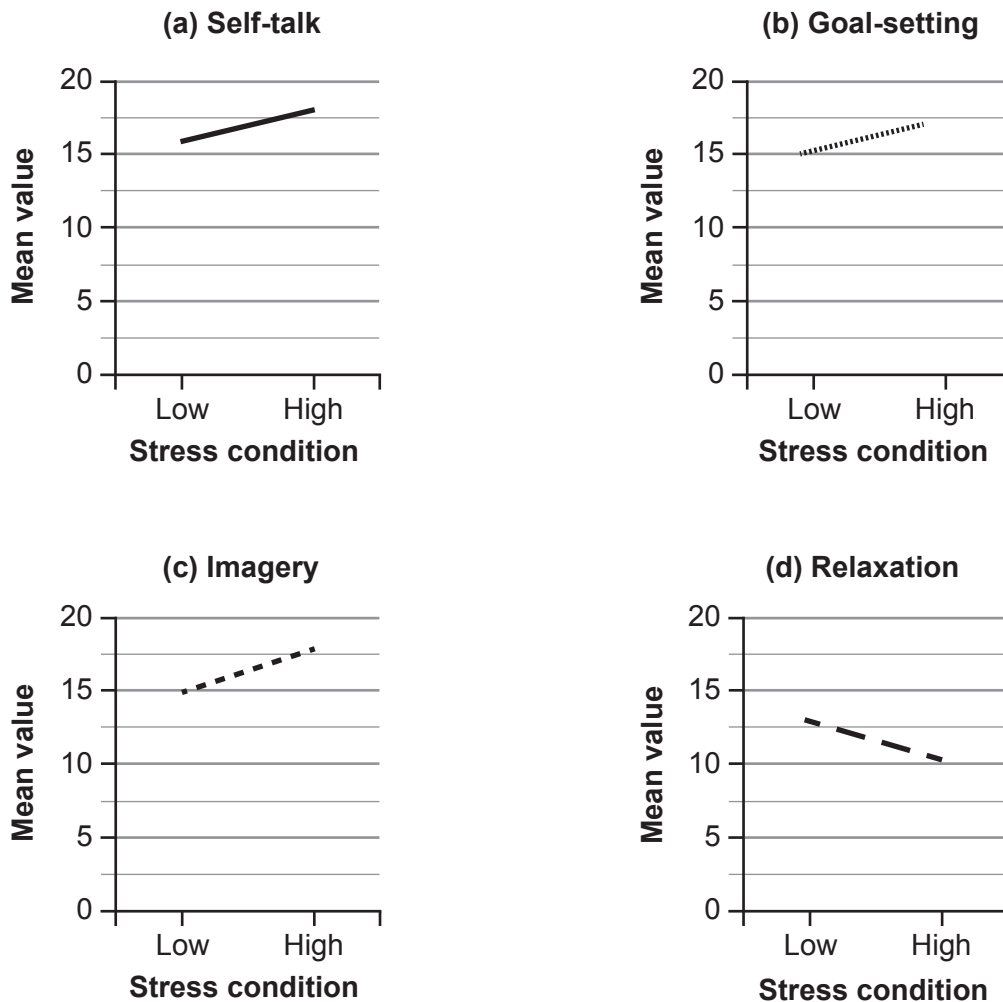 (a) Self-talk
20
15
10
5
0
Mean value
Low High
Stress condition
(b) Goal-setting
20
15
10
5
0
Mean value
Low High
Stress condition
(c) Imagery
20
15
10
5
0
Mean value
Low High
Stress condition
(d) Relaxation
20
15
10
5
0
Mean value
Low High
Stress condition